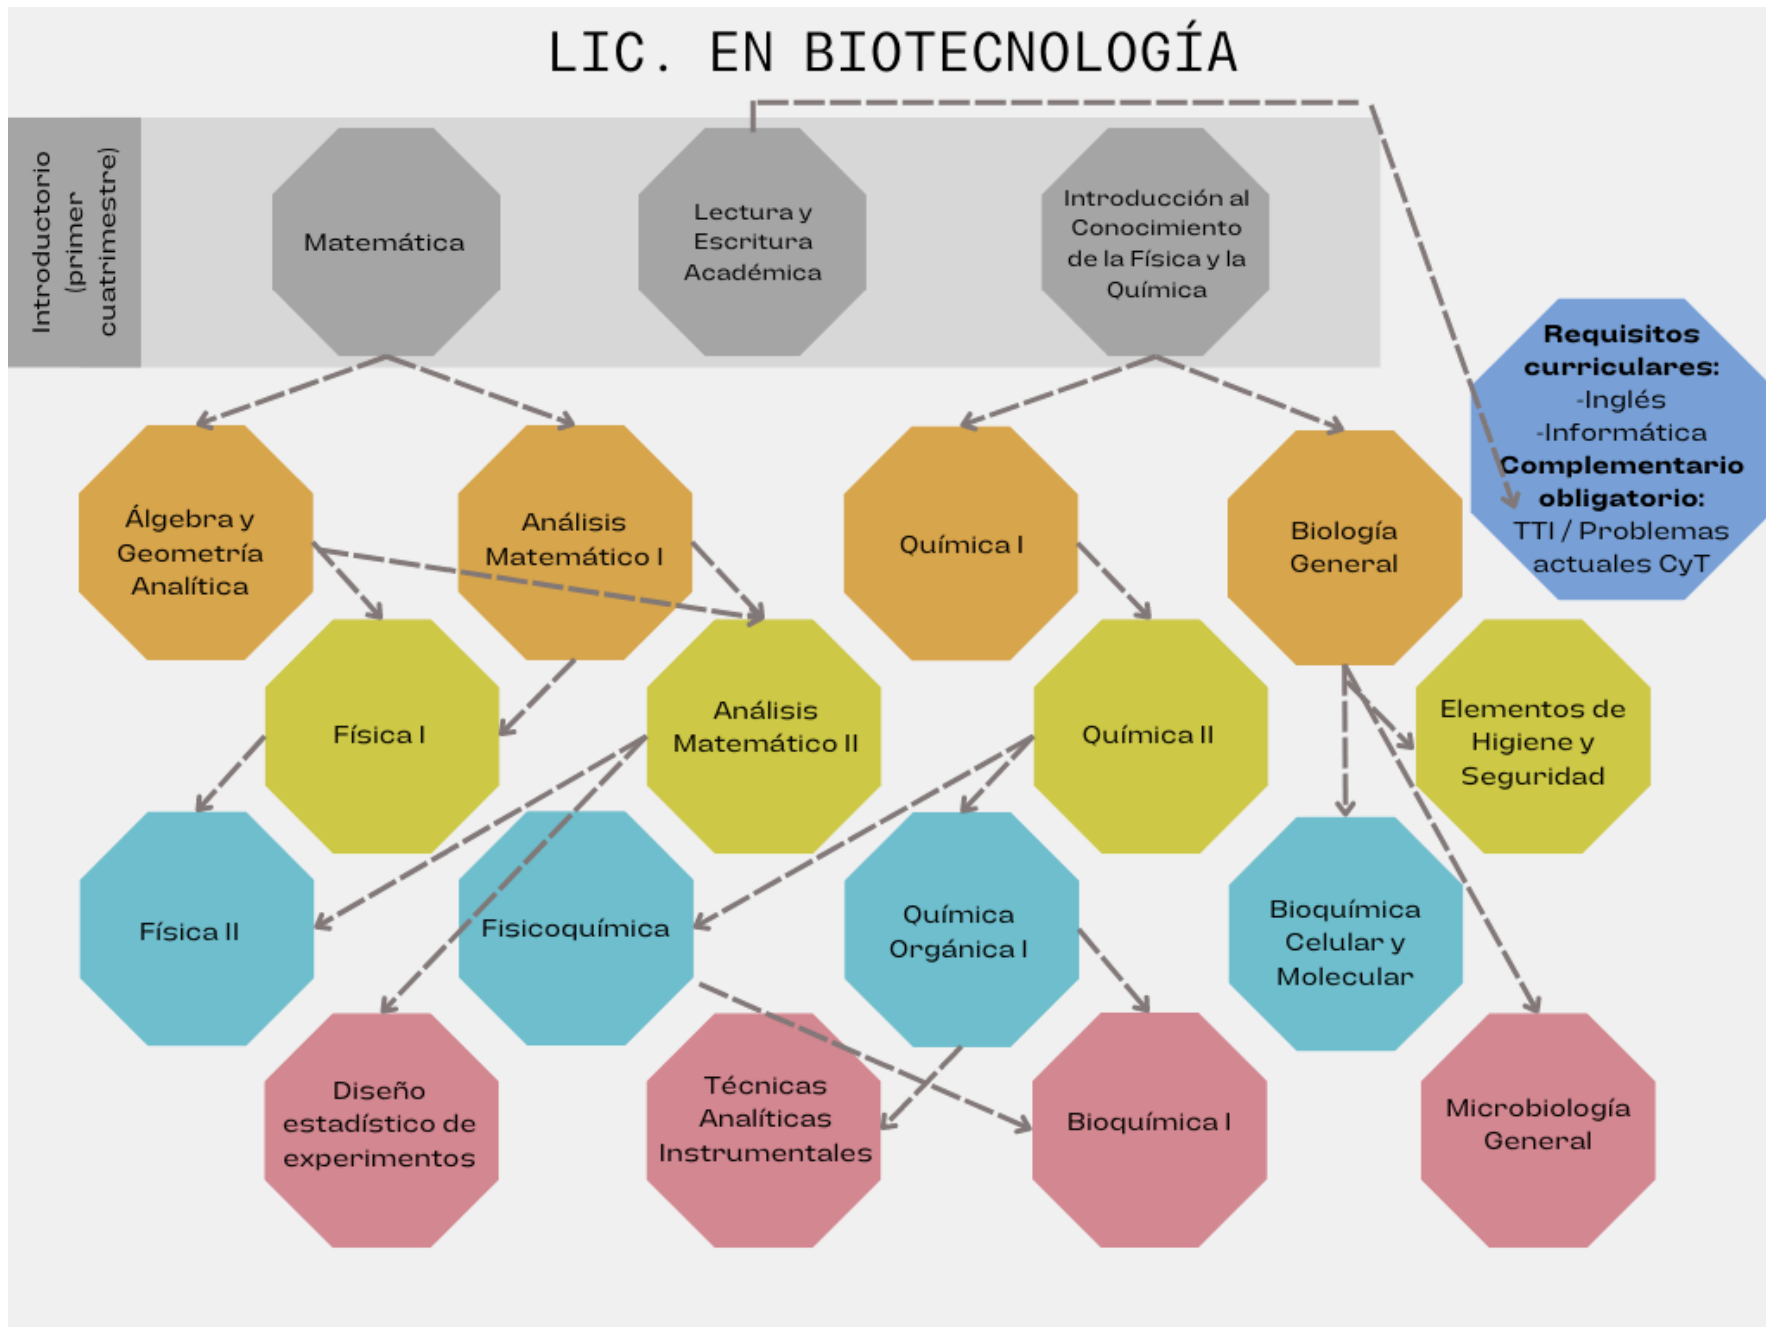 LIC. EN BIOTECNOLOGÍA
Introductorio
(primer
cuatrimestre)
Matemática
Lectura y
Escritura
Académica
Introducción al
Conocimiento
de la Física y la
Química
Requisitos
curriculares:
-Inglés
-Informática
Complementario
obligatorio:
TTI / Problemas
actuales CyT
Álgebra y
Geometría
Analítica
Análisis
Matemático I
Química I
Biología
General
Física I
Análisis
Matemático II
Química II
Elementos de
Higiene y
Seguridad
Física II
Fisicoquímica
Química
Orgánica I
Bioquímica
Celular y
Molecular
Diseño
estadístico de
experimentos
Técnicas
Analíticas
Instrumentales
Bioquímica I
Microbiología
General